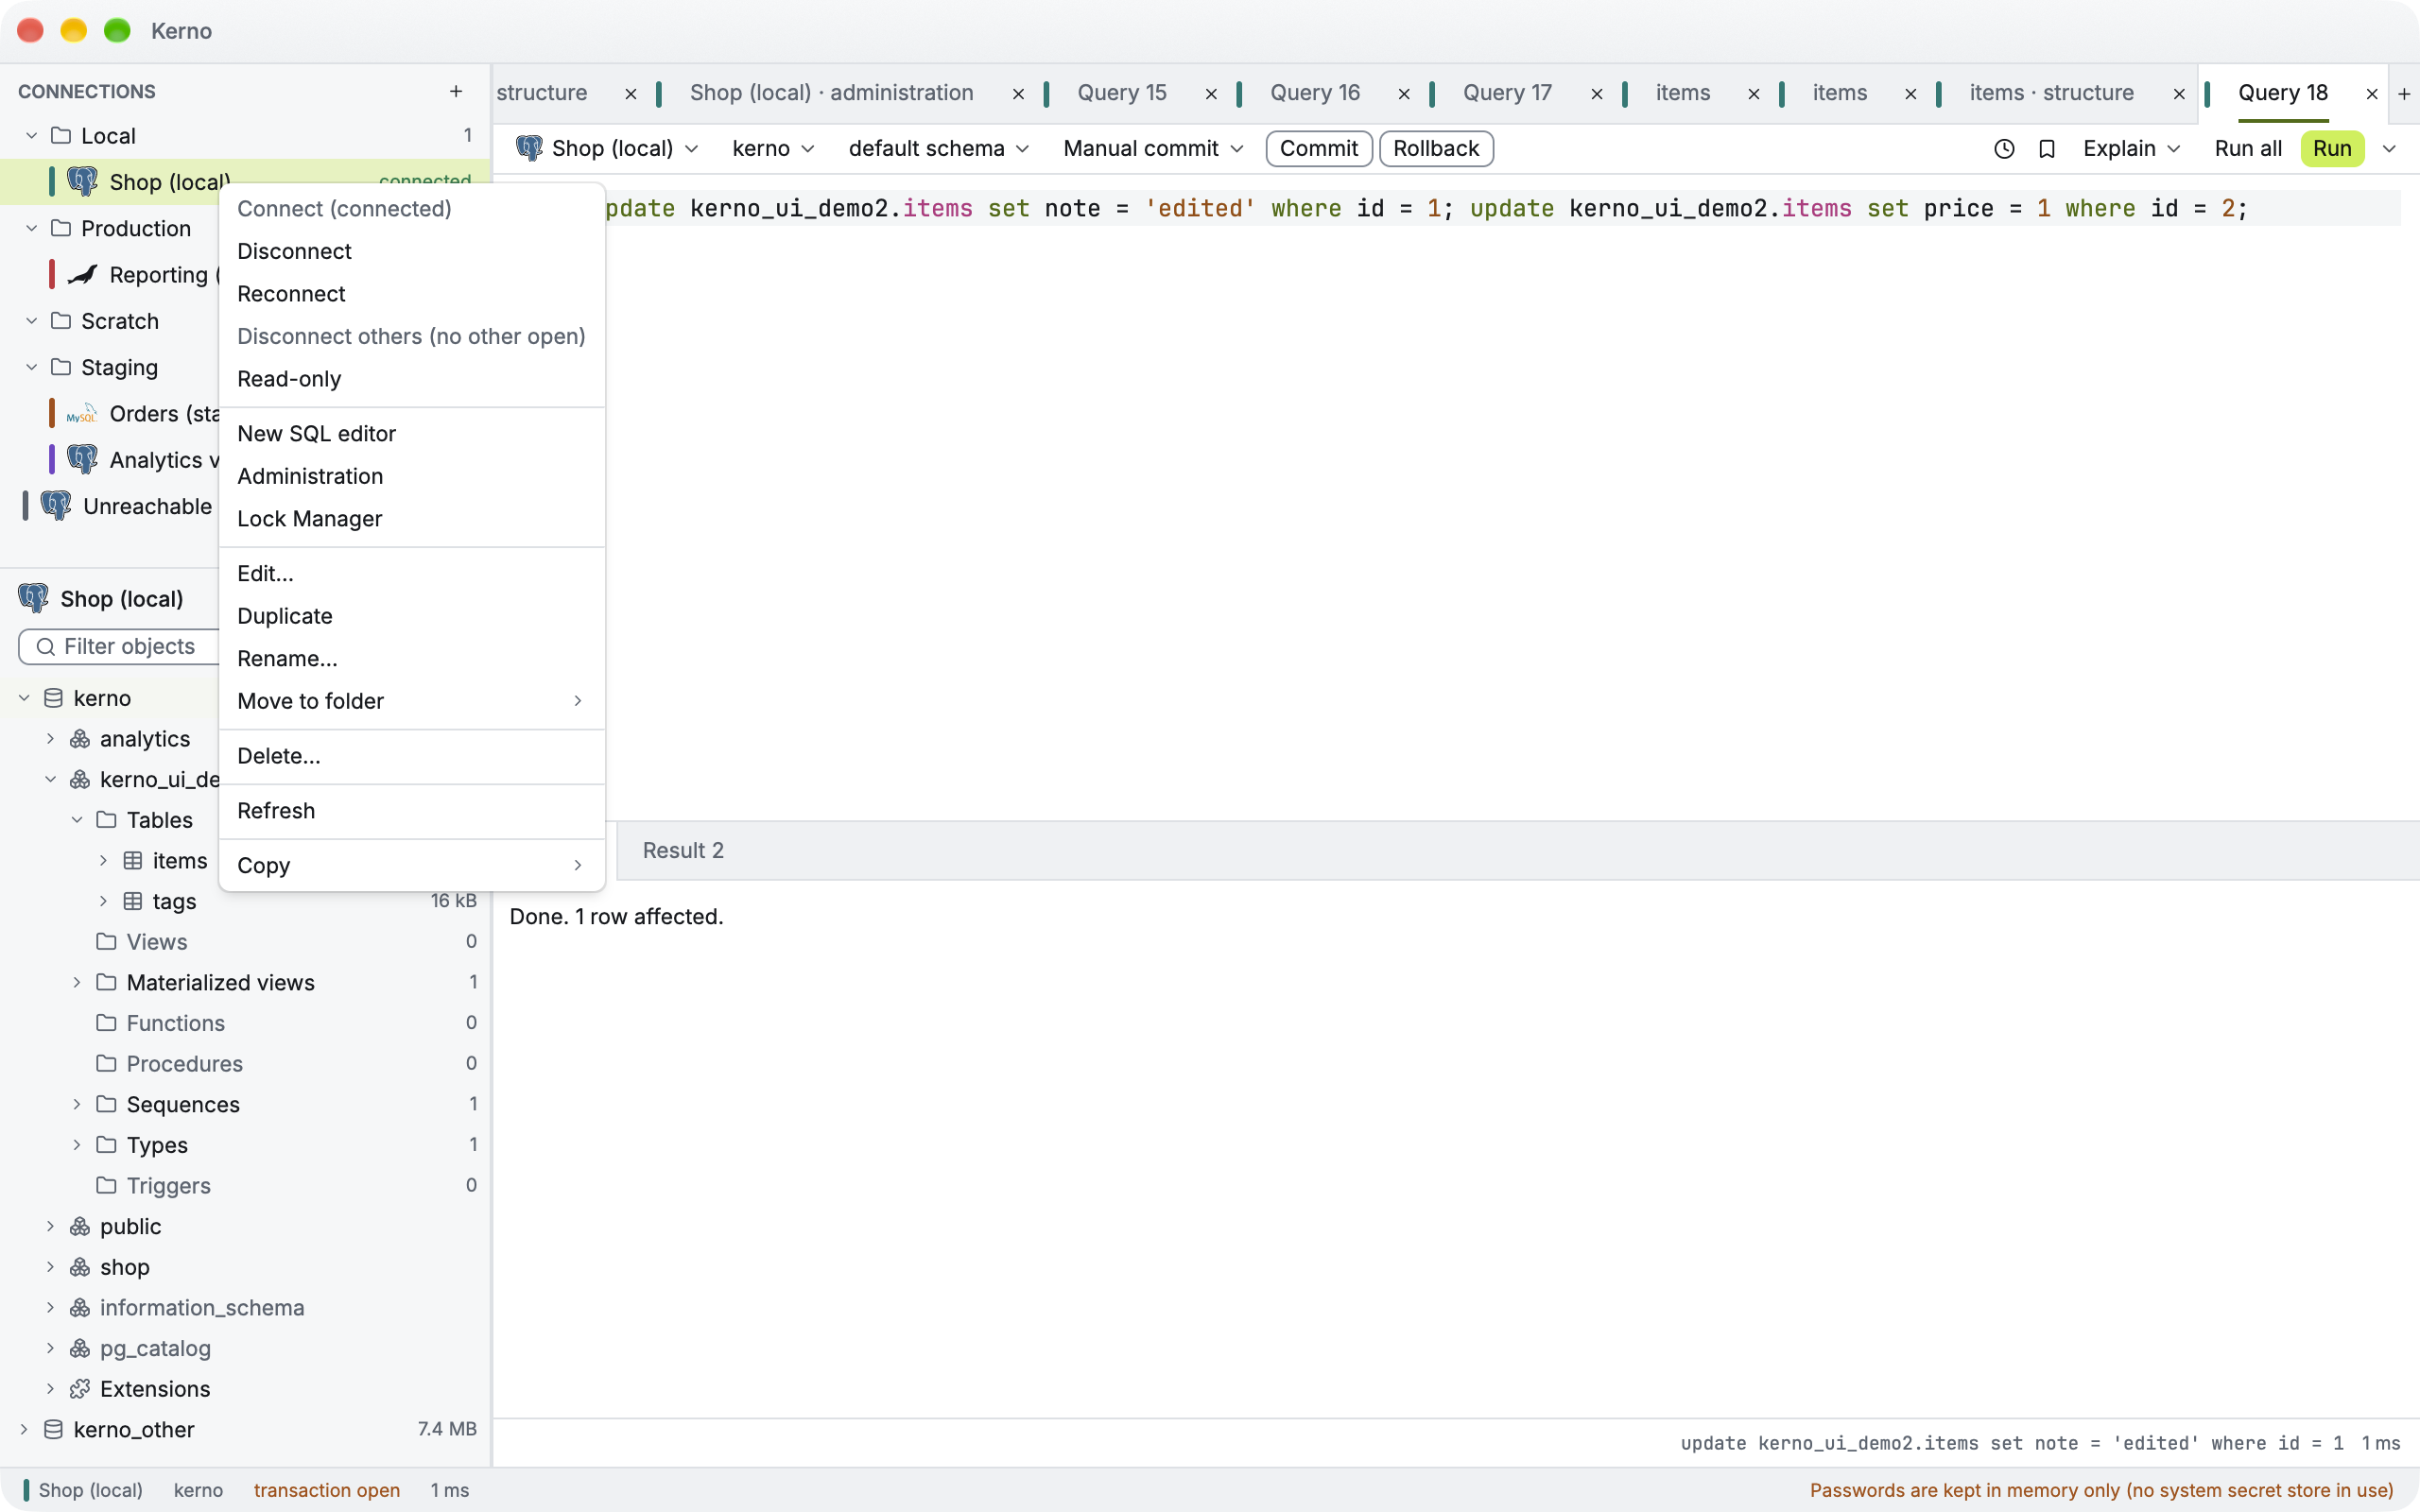 Kerno
CONNECTIONS
Local 1
Shop (local) connected
Production
Reporting (
Scratch
Staging
MySQL Orders (sta
Analytics v
Unreachable
Shop (local)
Filter objects
kerno
analytics
kerno_ui_de
Tables
items
tags 16 kB
Views 0
Materialized views 1
Functions 0
Procedures 0
Sequences 1
Types 1
Triggers 0
public
shop
information_schema
pg_catalog
Extensions
kerno_other 7.4 MB
Connect (connected)
Disconnect
Reconnect
Disconnect others (no other open)
Read-only
New SQL editor
Administration
Lock Manager
Edit...
Duplicate
Rename...
Move to folder
Delete...
Refresh
Copy
structure Shop (local) · administration Query 15 Query 16 Query 17 items items items · structure Query 18
Shop (local) kerno default schema Manual commit Commit Rollback Explain Run all Run
pdate kerno_ui_demo2.items set note = 'edited' where id = 1; update kerno_ui_demo2.items set price = 1 where id = 2;
Result 2
Done. 1 row affected.
update kerno_ui_demo2.items set note = 'edited' where id = 1 1 ms
Shop (local) kerno transaction open 1 ms Passwords are kept in memory only (no system secret store in use)